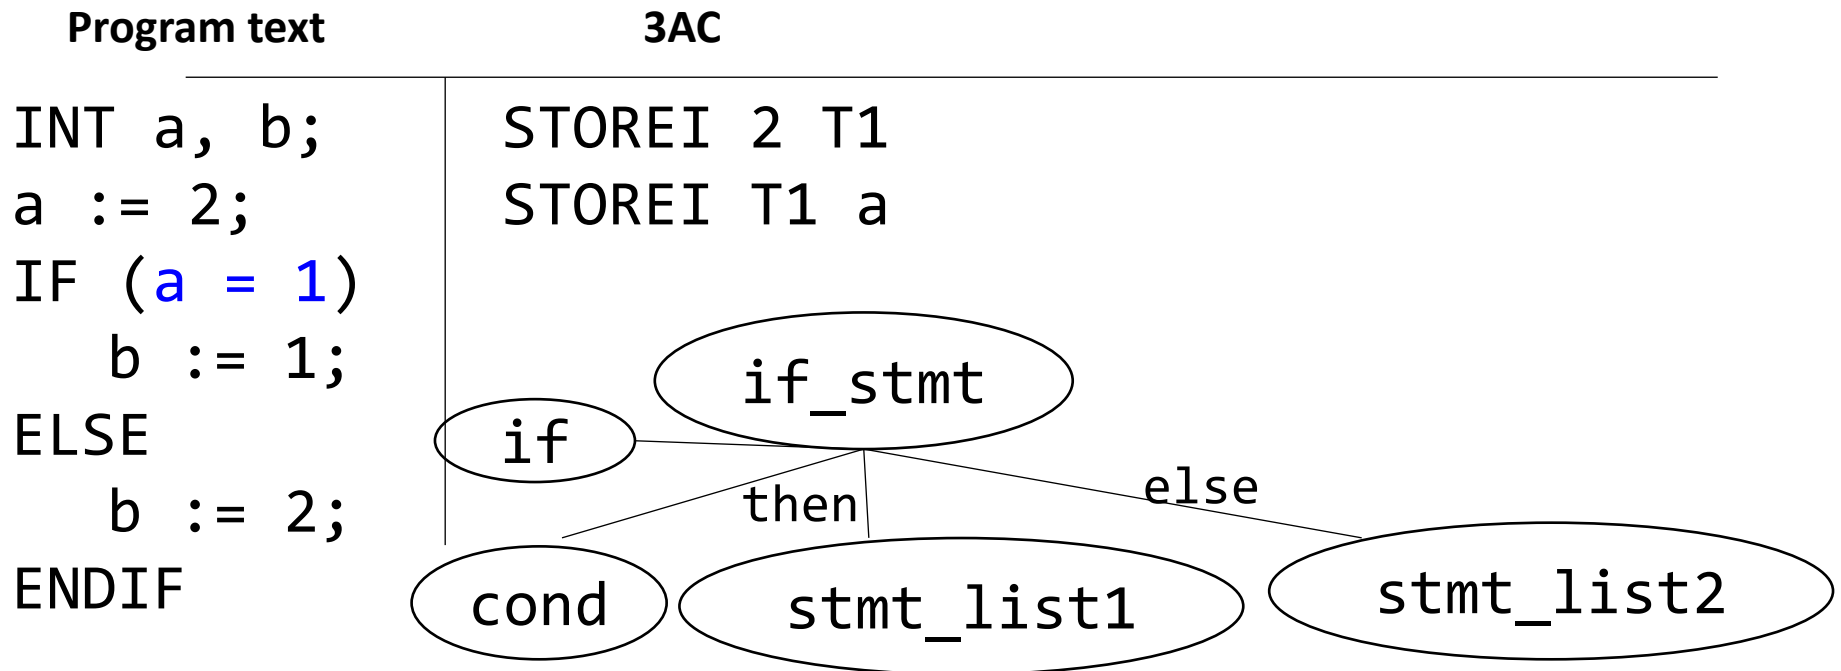 Program text 3AC
INT a, b; STOREI 2 T1
a := 2; STOREI T1 a
IF (a = 1)
b := 1;
ELSE
b := 2;
ENDIF
if_stmt
if
then else
cond stmt_list1 stmt_list2